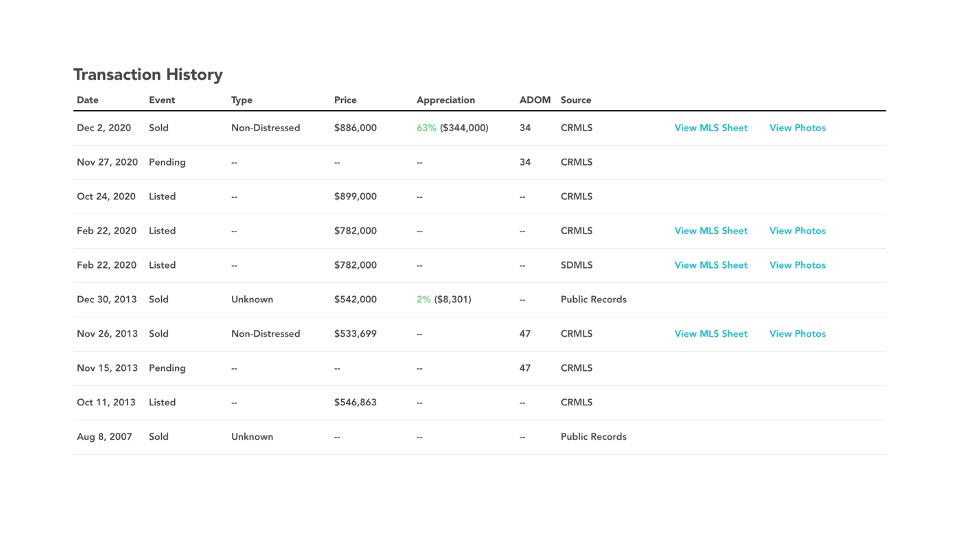 Transaction History
Date Event Type Price Appreciation ADOM Source
Dec 2, 2020 Sold Non-Distressed $886,000 63% ($344,000) 34 CRMLS View MLS Sheet View Photos
Nov 27, 2020 Pending -- -- -- 34 CRMLS
Oct 24, 2020 Listed -- $899,000 -- -- CRMLS
Feb 22, 2020 Listed -- $782,000 -- -- CRMLS View MLS Sheet View Photos
Feb 22, 2020 Listed -- $782,000 -- -- SDMLS View MLS Sheet View Photos
Dec 30, 2013 Sold Unknown $542,000 2% ($8,301) -- Public Records
Nov 26, 2013 Sold Non-Distressed $533,699 -- 47 CRMLS View MLS Sheet View Photos
Nov 15, 2013 Pending -- -- -- 47 CRMLS
Oct 11, 2013 Listed -- $546,863 -- -- CRMLS
Aug 8, 2007 Sold Unknown -- -- -- Public Records